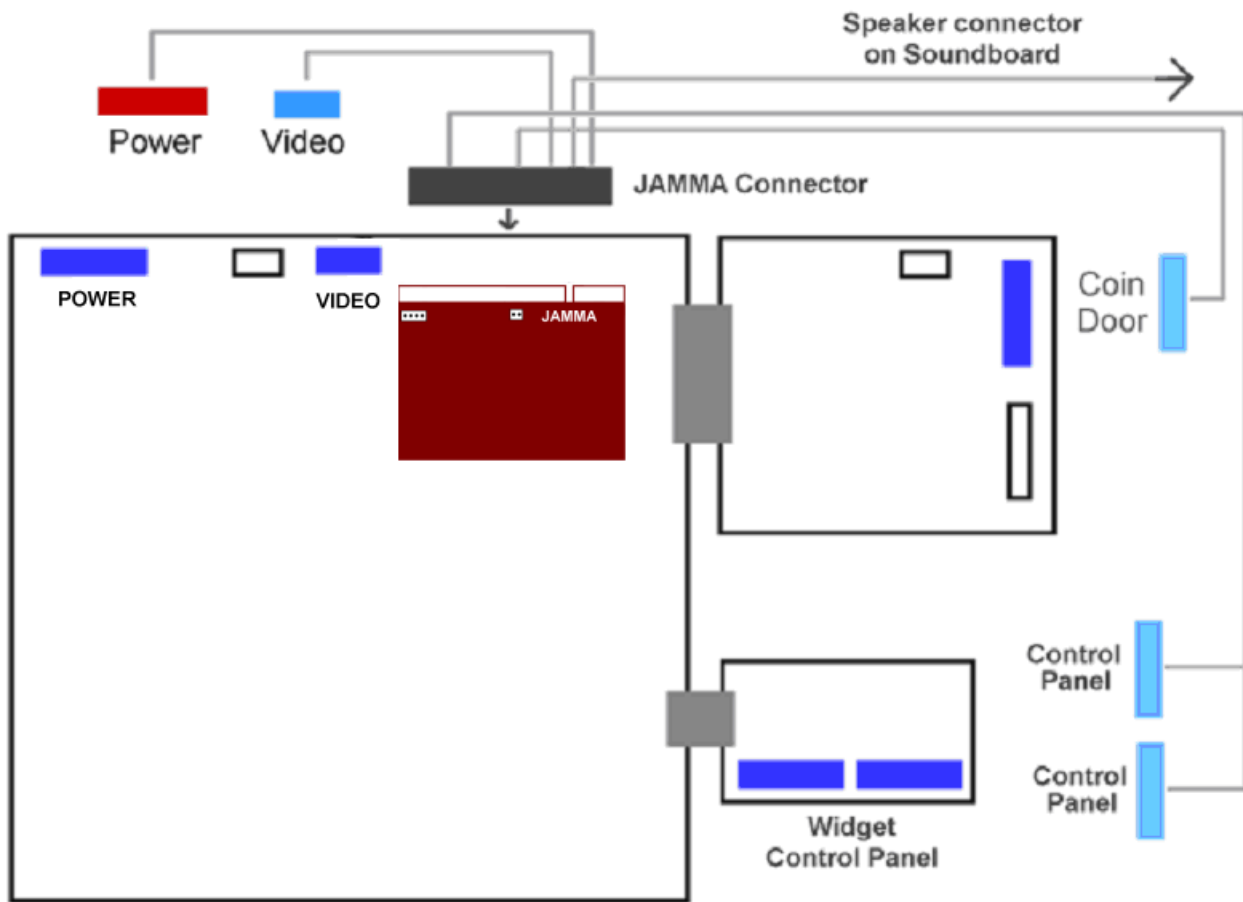 Speaker connector
on Soundboard
Power
Video
JAMMA Connector
POWER
VIDEO
JAMMA
Coin
Door
Control
Panel
Control
Panel
Widget
Control Panel